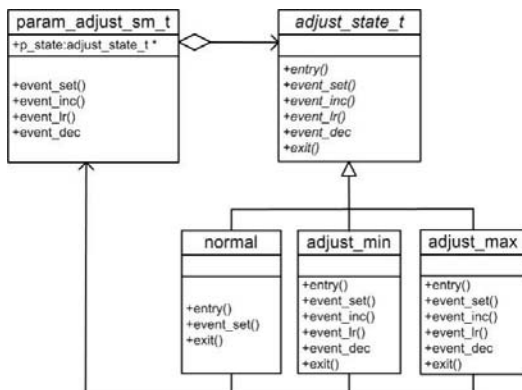 param_adjust_sm_t
+p_state:adjust_state_t *
+event_set()
+event_inc()
+event_lr()
+event_dec
adjust_state_t
+entry()
+event_set()
+event_inc()
+event_lr()
+event_dec
+exit()
normal
+entry()
+event_set()
+exit()
adjust_min
+entry()
+event_set()
+event_inc()
+event_lr()
+event_dec
+exit()
adjust_max
+entry()
+event_set()
+event_inc()
+event_lr()
+event_dec
+exit()